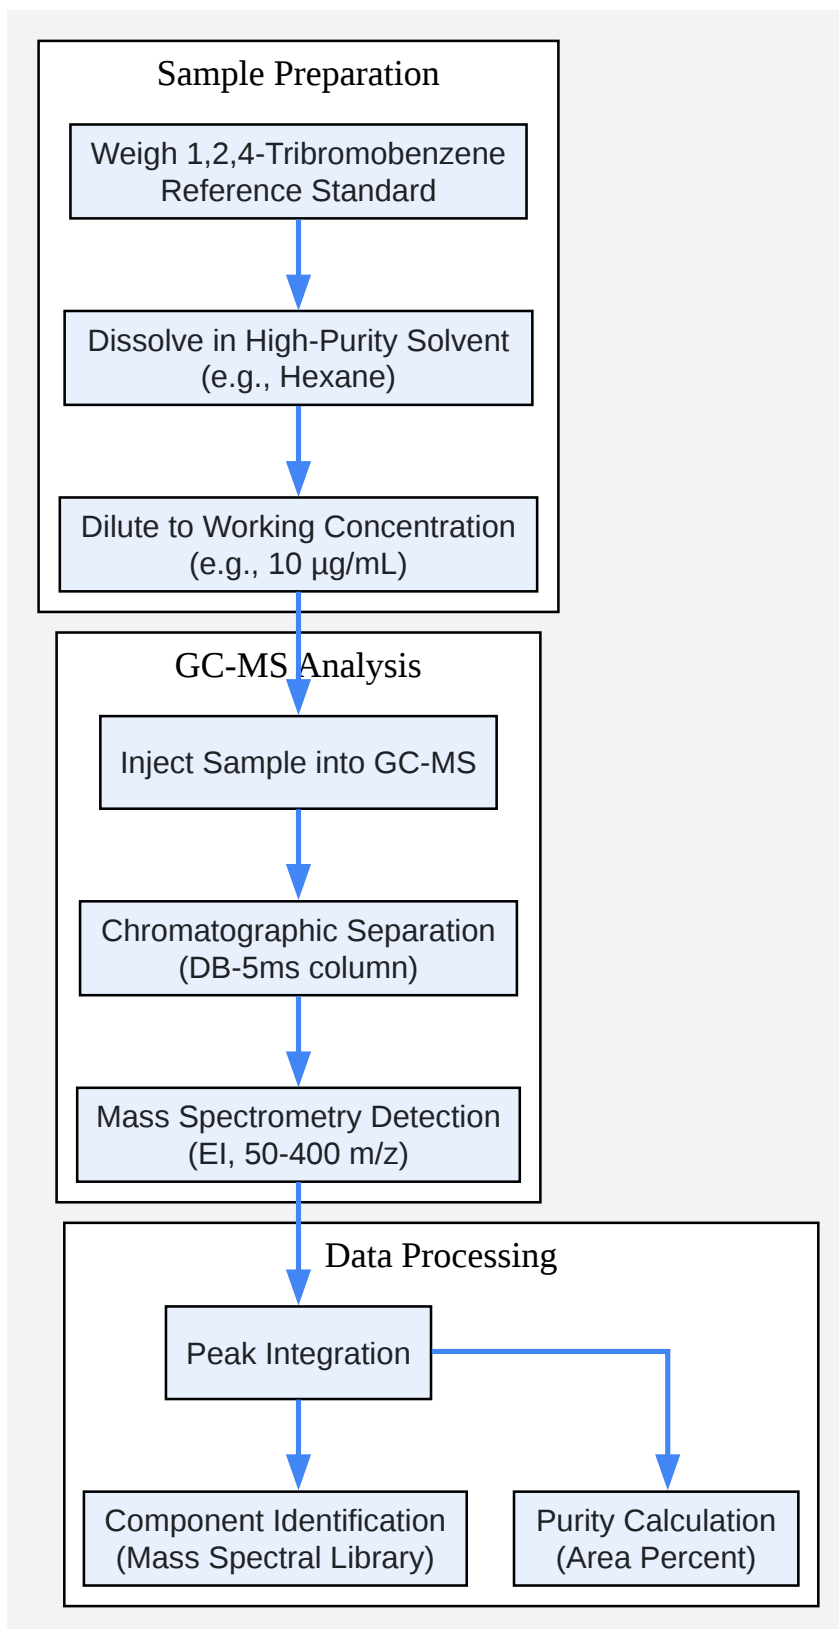 Sample Preparation
Weigh 1,2,4-Tribromobenzene
Reference Standard
Dissolve in High-Purity Solvent
(e.g., Hexane)
Dilute to Working Concentration
(e.g., 10 µg/mL)
GC-MS Analysis
Inject Sample into GC-MS
Chromatographic Separation
(DB-5ms column)
Mass Spectrometry Detection
(EI, 50-400 m/z)
Data Processing
Peak Integration
Component Identification
(Mass Spectral Library)
Purity Calculation
(Area Percent)